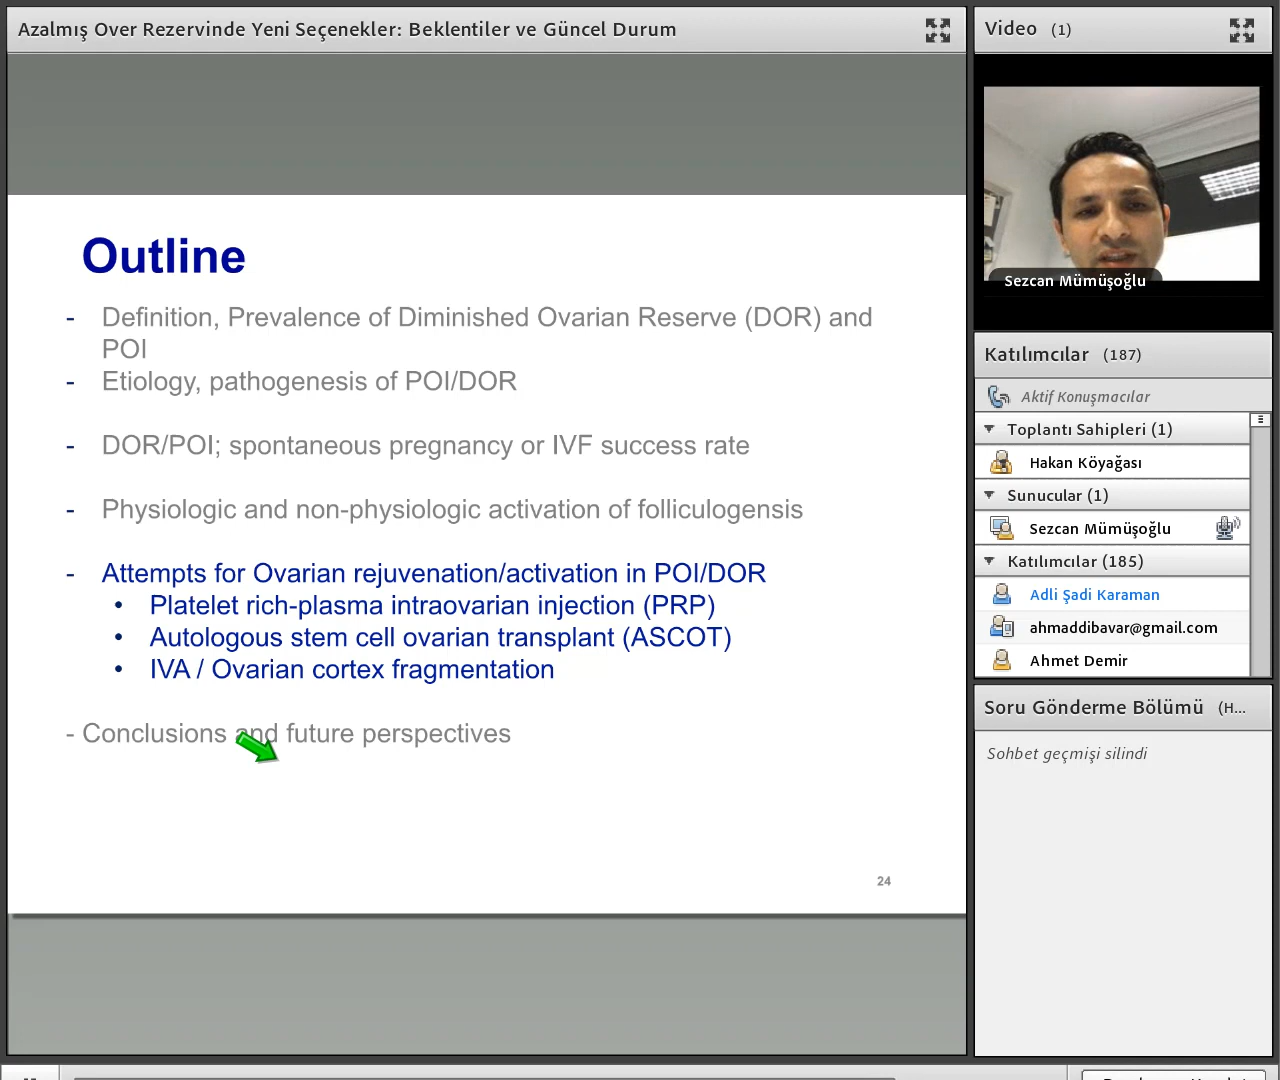 Azalmış Over Rezervinde Yeni Seçenekler: Beklentiler ve Güncel Durum
Outline
- Definition, Prevalence of Diminished Ovarian Reserve (DOR) and
POI
- Etiology, pathogenesis of POI/DOR
- DOR/POI; spontaneous pregnancy or IVF success rate
- Physiologic and non-physiologic activation of folliculogensis
- Attempts for Ovarian rejuvenation/activation in POI/DOR
• Platelet rich-plasma intraovarian injection (PRP)
• Autologous stem cell ovarian transplant (ASCOT)
• IVA / Ovarian cortex fragmentation
- Conclusions and future perspectives
24
Video (1)
Sezcan Mümüşoğlu
Katılımcılar (187)
Aktif Konuşmacılar
Toplantı Sahipleri (1)
Hakan Köyağası
Sunucular (1)
Sezcan Mümüşoğlu
Katılımcılar (185)
Adli Şadi Karaman
ahmaddibavar@gmail.com
Ahmet Demir
Soru Gönderme Bölümü (H...
Sohbet geçmişi silindi